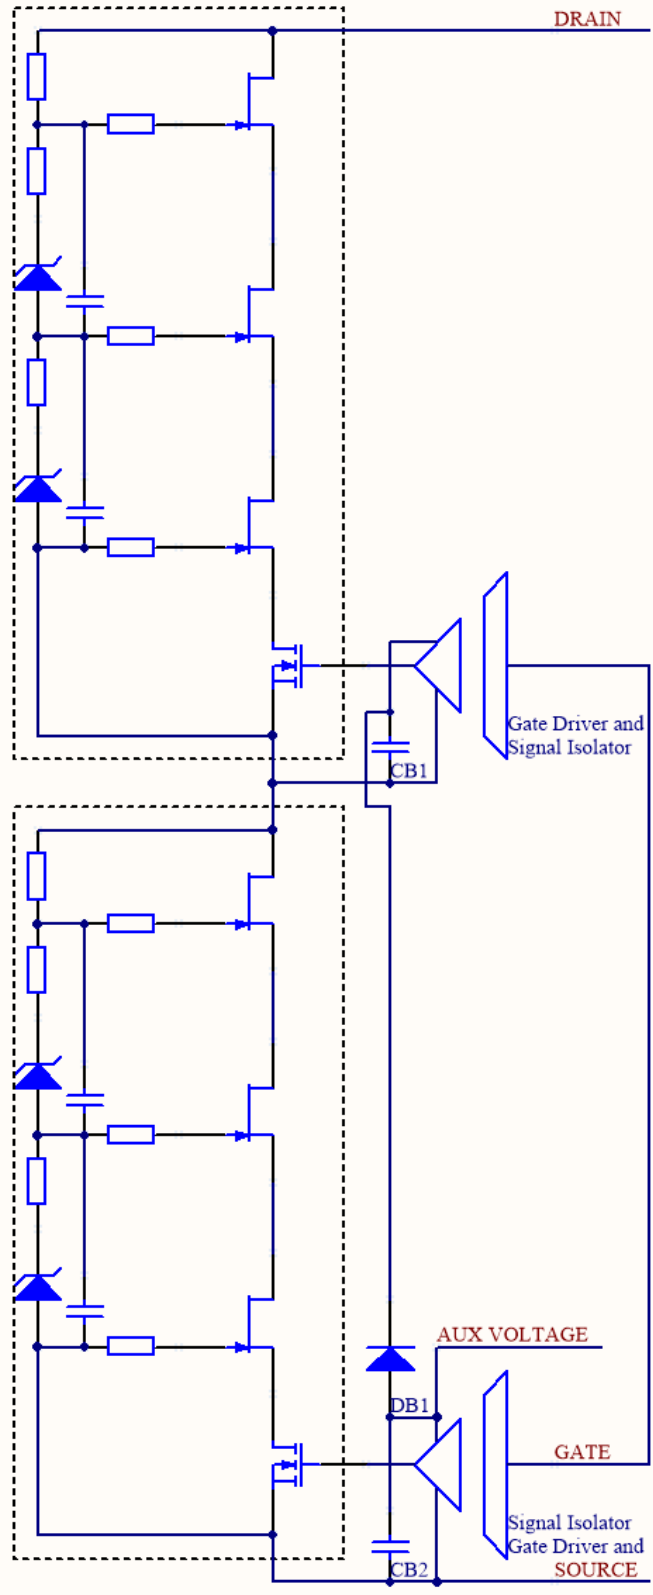 DRAIN
Gate Driver and
Signal Isolator
CB1
AUX VOLTAGE
DB1
GATE
Signal Isolator
Gate Driver and
CB2
SOURCE